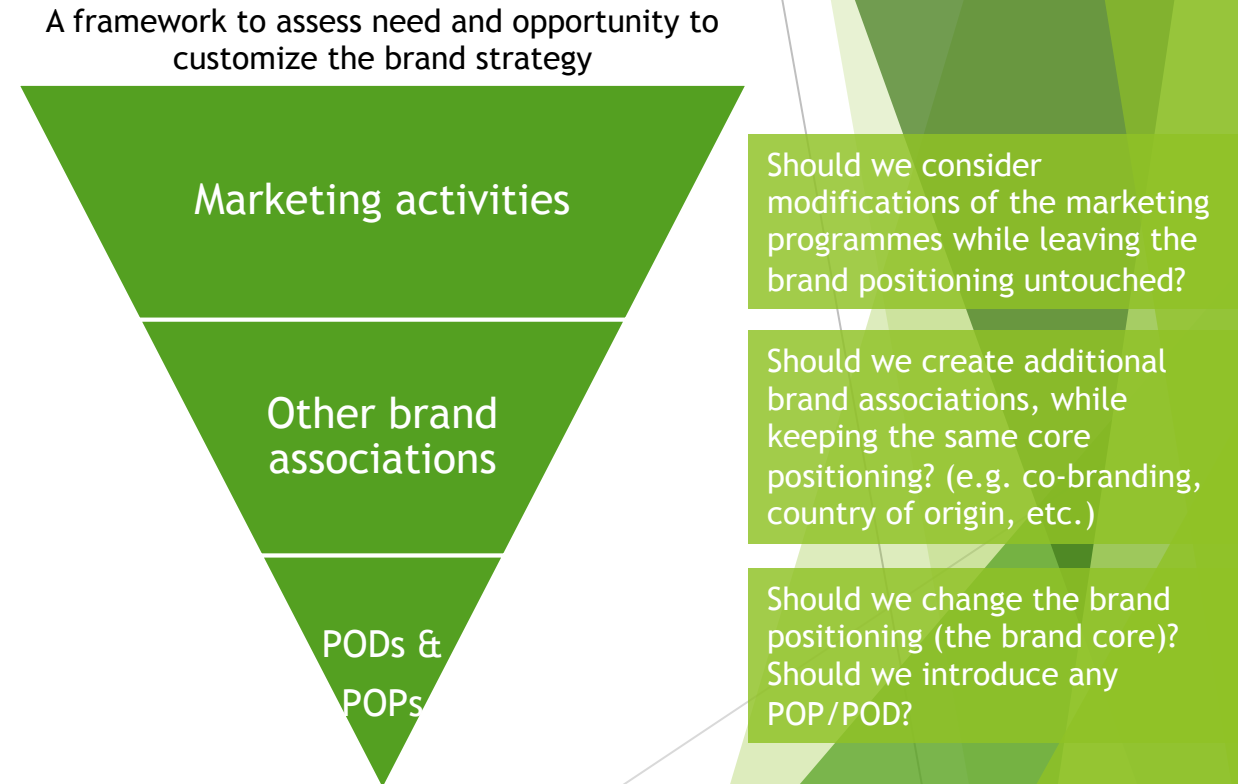 A framework to assess need and opportunity to
customize the brand strategy
Marketing activities
Should we consider
modifications of the marketing
programmes while leaving the
brand positioning untouched?
Other brand
associations
Should we create additional
brand associations, while
keeping the same core
positioning? (e.g. co-branding,
country of origin, etc.)
PODs &
POPs
Should we change the brand
positioning (the brand core)?
Should we introduce any
POP/POD?